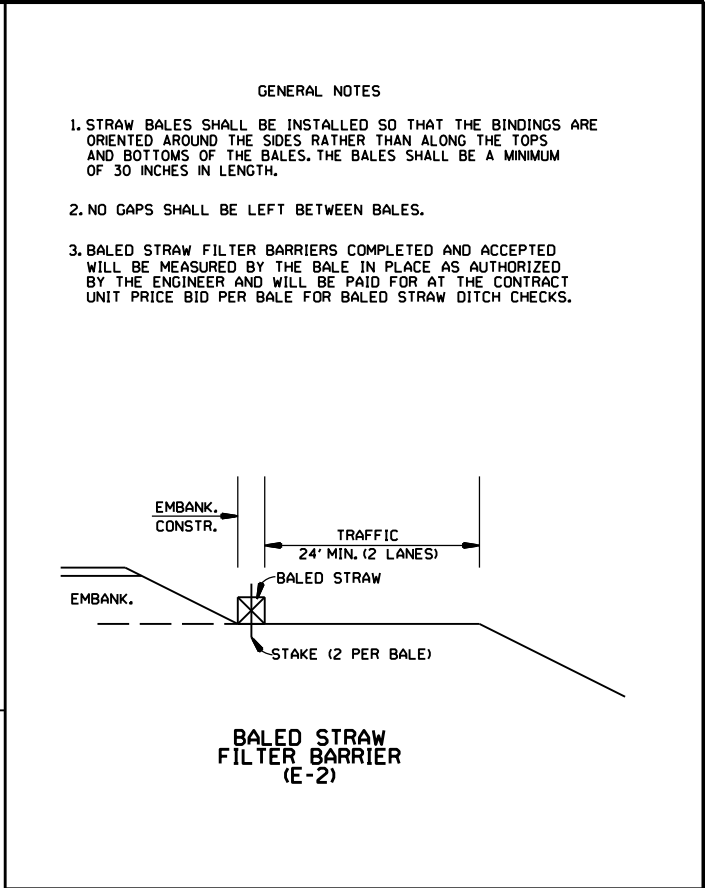 GENERAL NOTES
1. STRAW BALES SHALL BE INSTALLED SO THAT THE BINDINGS ARE
ORIENTED AROUND THE SIDES RATHER THAN ALONG THE TOPS
AND BOTTOMS OF THE BALES. THE BALES SHALL BE A MINIMUM
OF 30 INCHES IN LENGTH.
2. NO GAPS SHALL BE LEFT BETWEEN BALES.
3. BALED STRAW FILTER BARRIERS COMPLETED AND ACCEPTED
WILL BE MEASURED BY THE BALE IN PLACE AS AUTHORIZED
BY THE ENGINEER AND WILL BE PAID FOR AT THE CONTRACT
UNIT PRICE BID PER BALE FOR BALED STRAW DITCH CHECKS.
EMBANK.
CONSTR.
TRAFFIC
24' MIN. (2 LANES)
BALED STRAW
EMBANK.
STAKE (2 PER BALE)
BALED STRAW
FILTER BARRIER
(E-2)